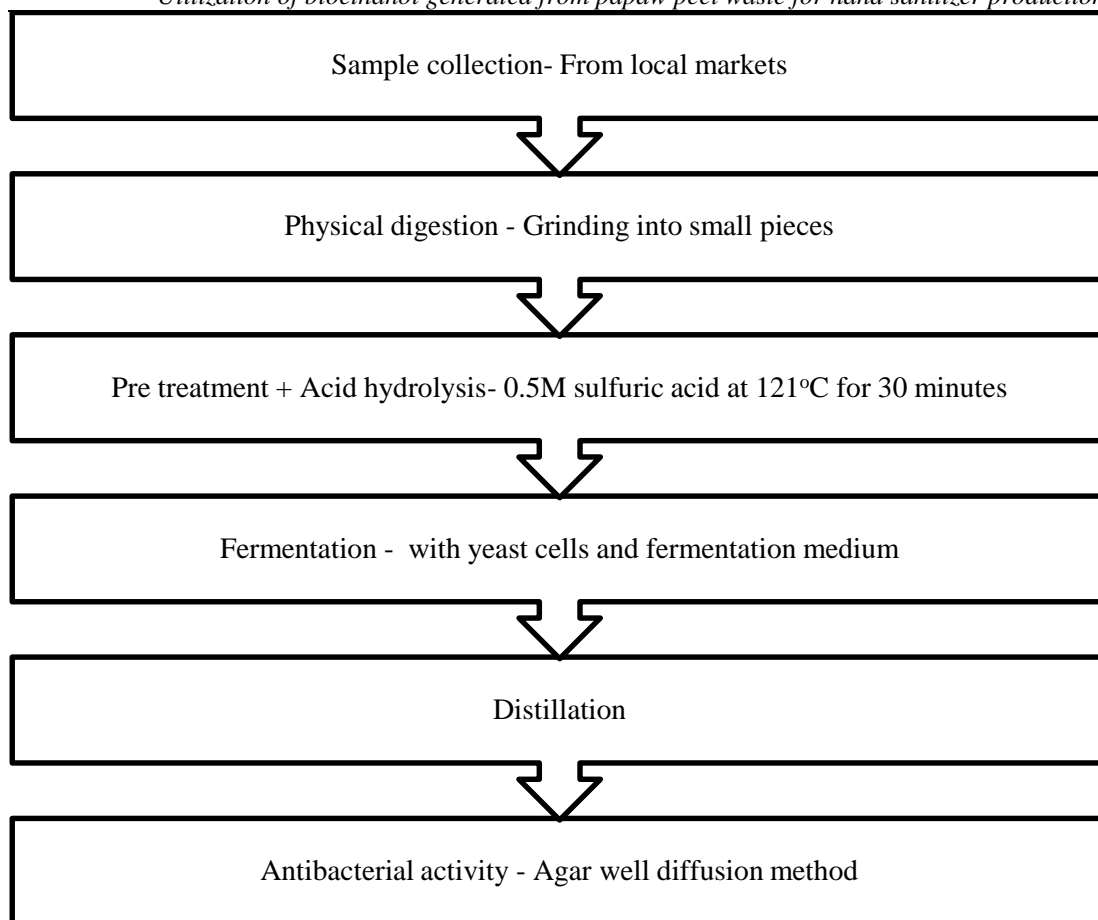 Utilization of bioethanol generated from papaw peel waste for hand sanitizer production
Sample collection- From local markets
Physical digestion - Grinding into small pieces
Pre treatment + Acid hydrolysis- 0.5M sulfuric acid at 121°C for 30 minutes
Fermentation -  with yeast cells and fermentation medium
Distillation
Antibacterial activity - Agar well diffusion method